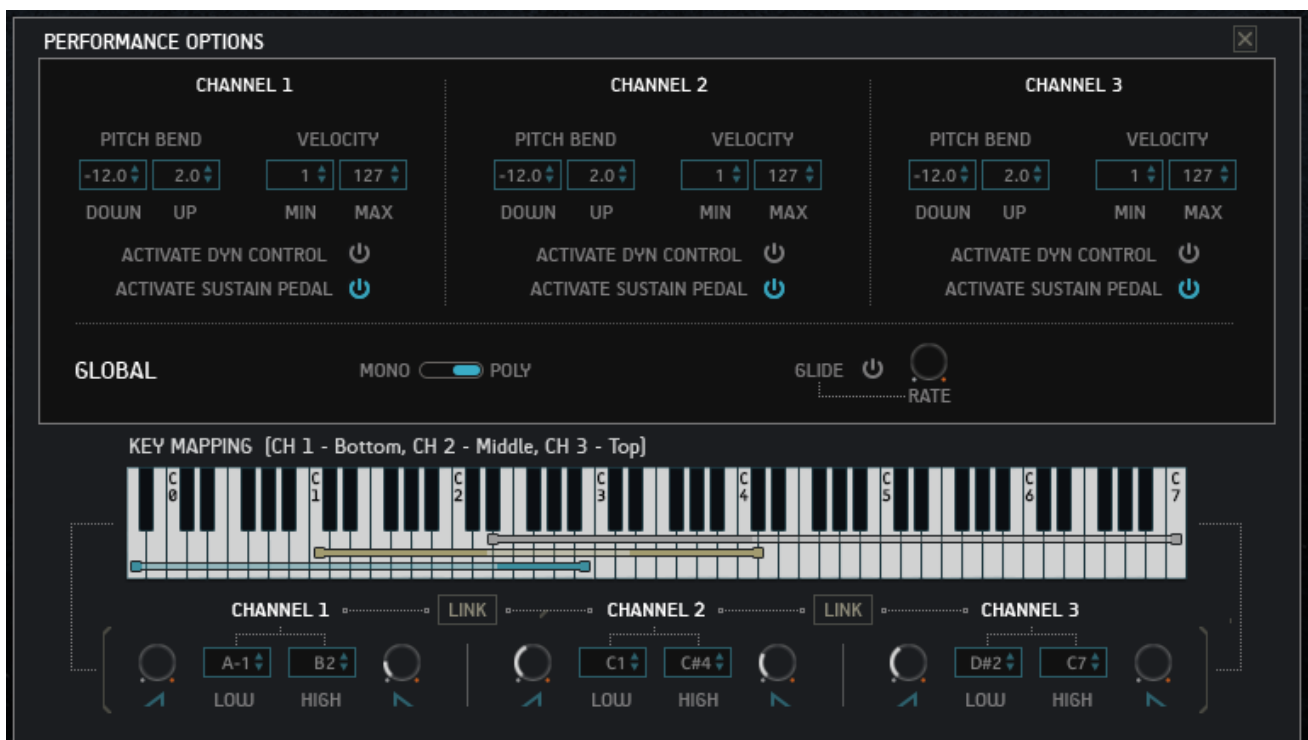 PERFORMANCE OPTIONS
CHANNEL 1 CHANNEL 2 CHANNEL 3
PITCH BEND VELOCITY PITCH BEND VELOCITY PITCH BEND VELOCITY
-12.0 2.0 1 127 -12.0 2.0 1 127 -12.0 2.0 1 127
DOWN UP MIN MAX DOWN UP MIN MAX DOWN UP MIN MAX
ACTIVATE DYN CONTROL ACTIVATE DYN CONTROL ACTIVATE DYN CONTROL
ACTIVATE SUSTAIN PEDAL ACTIVATE SUSTAIN PEDAL ACTIVATE SUSTAIN PEDAL
GLOBAL MONO POLY GLIDE
RATE
KEY MAPPING [CH 1 - Bottom, CH 2 - Middle, CH 3 - Top]
C0 C1 C2 C3 C4 C5 C6 C7
CHANNEL 1 LINK CHANNEL 2 LINK CHANNEL 3
A-1 B2 C1 C#4 D#2 C7
LOW HIGH LOW HIGH LOW HIGH